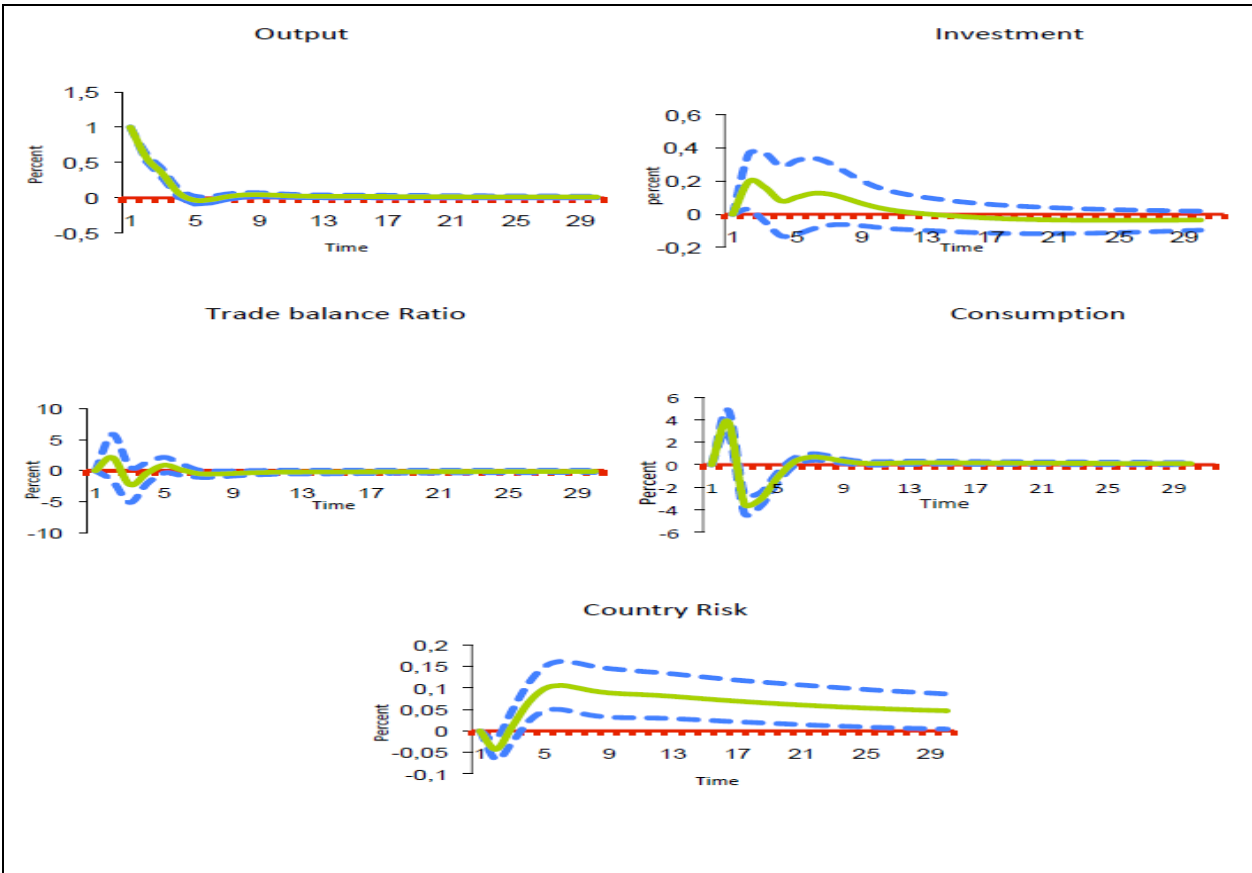 Output
1,5
1
0,5
0
-0,5
Percent
1 5 9 13 17 21 25 29
Time
Investment
0,6
0,4
0,2
0
-0,2
percent
1 5 9 13 17 21 25 29
Time
Trade balance Ratio
10
5
0
-5
-10
Percent
1 5 9 13 17 21 25 29
Time
Consumption
6
4
2
0
-2
-4
-6
Percent
1 5 9 13 17 21 25 29
Time
Country Risk
0,2
0,15
0,1
0,05
0
-0,05
-0,1
Percent
1 5 9 13 17 21 25 29
Time